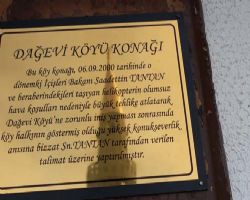 DAĞEVİ KÖYÜ KONAĞI
Bu köy konağı, 06.09.2000 tarihinde o
dönemki İçişleri Bakanı Saadettin TANTAN
ve beraberindekileri taşıyan helikopterin olumsuz
hava koşulları nedeniyle büyük tehlike atlatarak
Dağevi Köyü'ne zorunlu iniş yapması sonrasında
köy halkının göstermiş olduğu yüksek konukseverlik
anısına bizzat Sn.TANTAN tarafından verilen
talimat üzerine yaptırılmıştır.